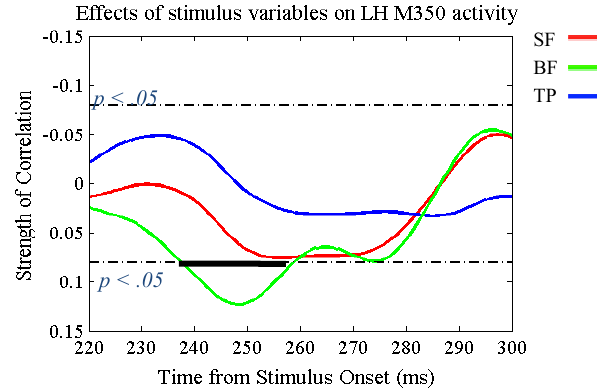 Effects of stimulus variables on LH M350 activity
SF
BF
TP
Strength of Correlation
-0.15
-0.1
-0.05
0
0.05
0.1
0.15
p < .05
p < .05
220 230 240 250 260 270 280 290 300
Time from Stimulus Onset (ms)